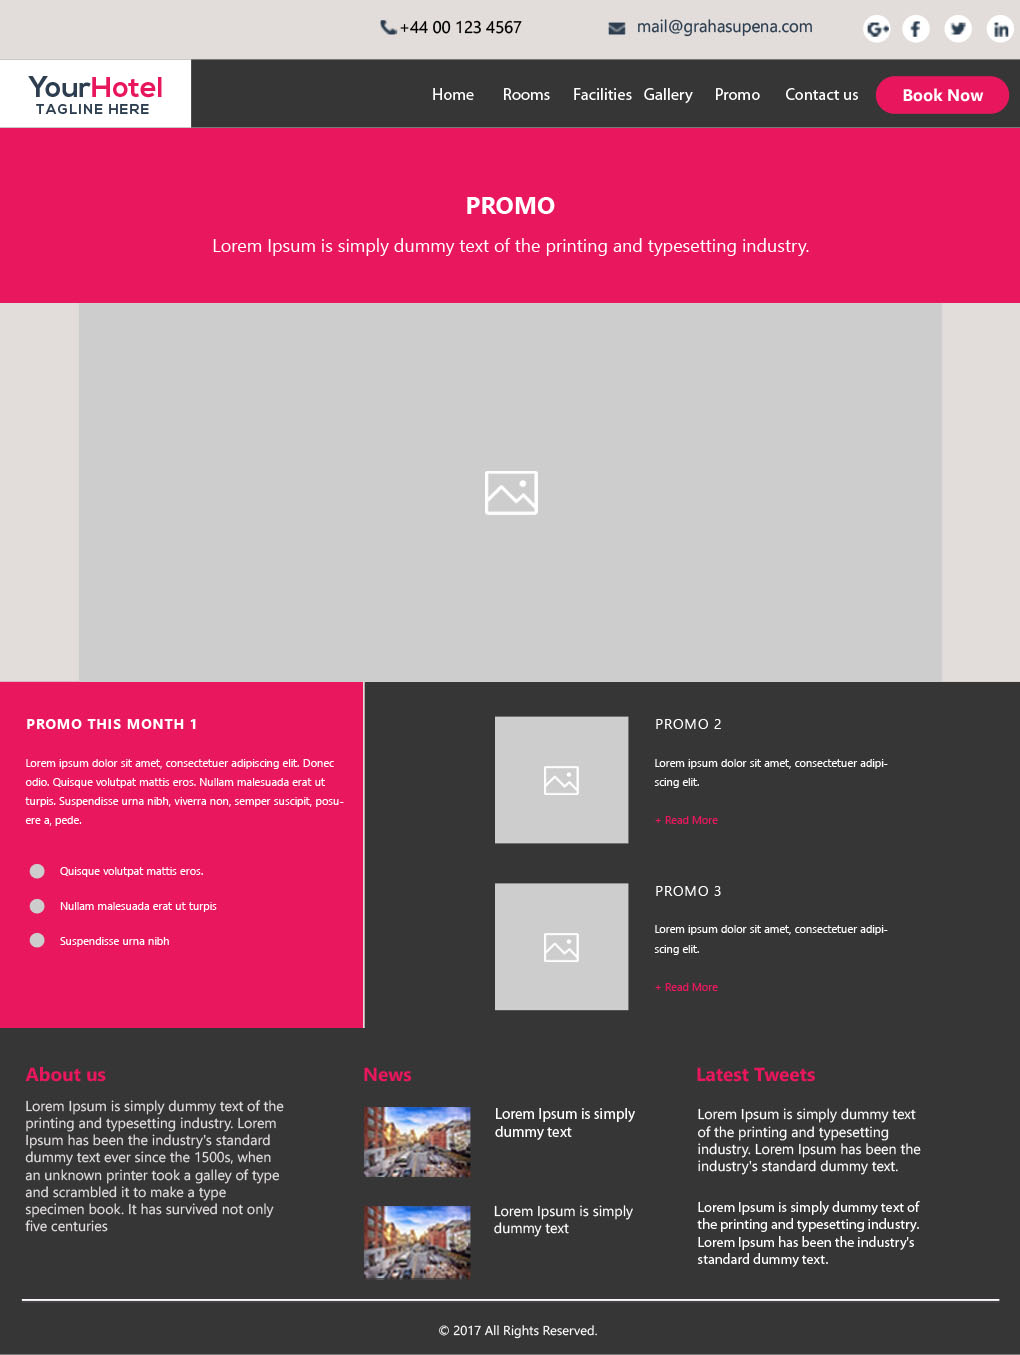 +44 00 123 4567
mail@grahasupena.com
G+ f in
YourHotel
TAGLINE HERE
Home Rooms Facilities Gallery Promo Contact us Book Now
PROMO
Lorem Ipsum is simply dummy text of the printing and typesetting industry.
PROMO THIS MONTH 1
Lorem ipsum dolor sit amet, consectetuer adipiscing elit. Donec
odio. Quisque volutpat mattis eros. Nullam malesuada erat ut
turpis. Suspendisse urna nibh, viverra non, semper suscipit, posu-
ere a, pede.
Quisque volutpat mattis eros.
Nullam malesuada erat ut turpis
Suspendisse urna nibh
PROMO 2
Lorem ipsum dolor sit amet, consectetuer adipi-
scing elit.
+ Read More
PROMO 3
Lorem ipsum dolor sit amet, consectetuer adipi-
scing elit.
+ Read More
About us
Lorem Ipsum is simply dummy text of the
printing and typesetting industry. Lorem
Ipsum has been the industry's standard
dummy text ever since the 1500s, when
an unknown printer took a galley of type
and scrambled it to make a type
specimen book. It has survived not only
five centuries
News
Lorem Ipsum is simply
dummy text
Lorem Ipsum is simply
dummy text
Latest Tweets
Lorem Ipsum is simply dummy text
of the printing and typesetting
industry. Lorem Ipsum has been the
industry's standard dummy text.
Lorem Ipsum is simply dummy text of
the printing and typesetting industry.
Lorem Ipsum has been the industry's
standard dummy text.
© 2017 All Rights Reserved.